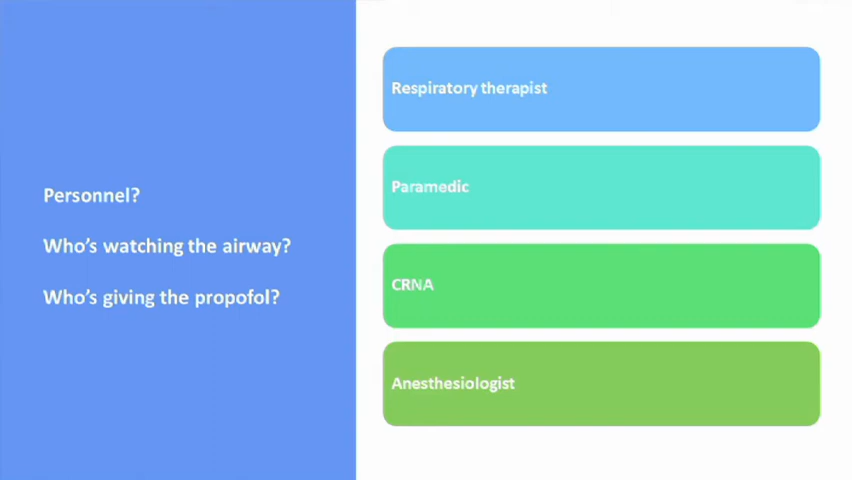 Personnel?
Who's watching the airway?
Who's giving the propofol?
Respiratory therapist
Paramedic
CRNA
Anesthesiologist